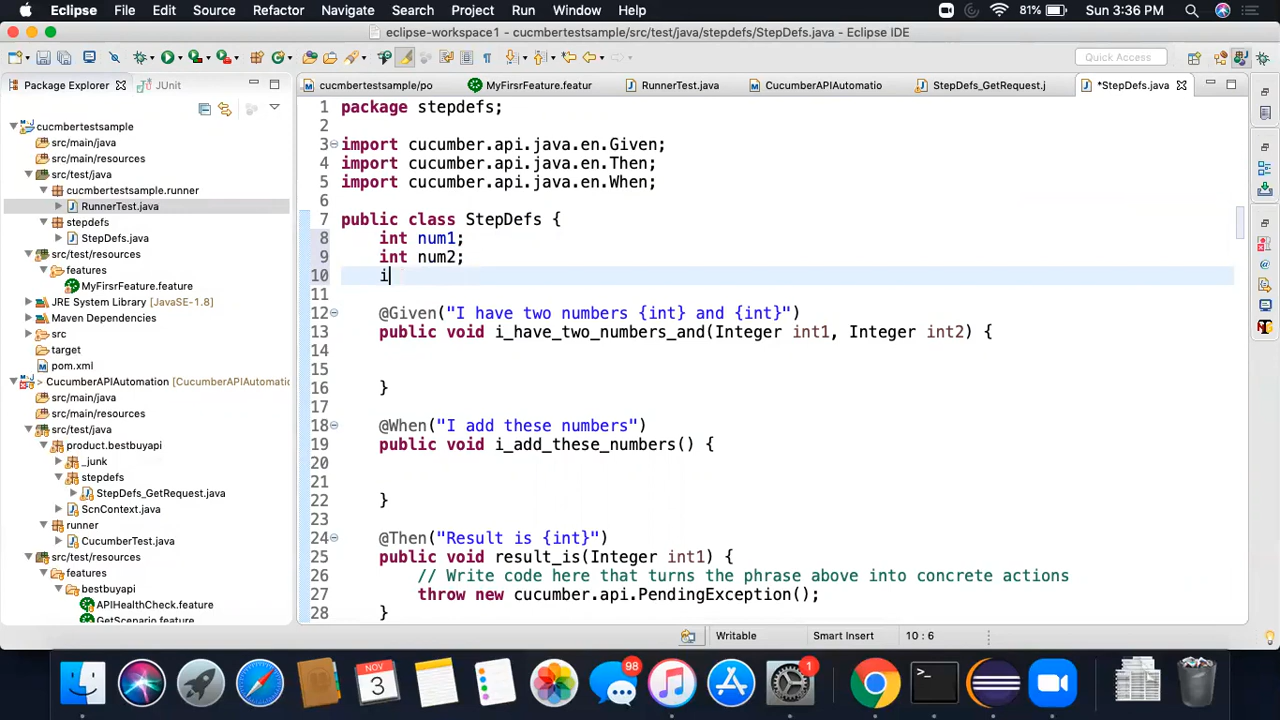 Eclipse File Edit Source Refactor Navigate Search Project Run Window Help 81% Sun 3:36 PM
eclipse-workspace1 - cucmbertestsample/src/test/java/stepdefs/StepDefs.java - Eclipse IDE
Quick Access
Package Explorer JUnit
cucmbertestsample/po MyFirsrFeature.featur RunnerTest.java CucumberAPIAutomatio StepDefs_GetRequest.j *StepDefs.java
cucmbertestsample
src/main/java
src/main/resources
src/test/java
cucmbertestsample.runner
RunnerTest.java
stepdefs
StepDefs.java
src/test/resources
features
MyFirsrFeature.feature
JRE System Library [JavaSE-1.8]
Maven Dependencies
src
target
pom.xml
> CucumberAPIAutomation [CucumberAPIAutomatic
src/main/java
src/main/resources
src/test/java
product.bestbuyapi
_junk
stepdefs
StepDefs_GetRequest.java
ScnContext.java
runner
CucumberTest.java
src/test/resources
features
bestbuyapi
APIHealthCheck.feature
GetScenario.feature
1 package stepdefs;
2
3 import cucumber.api.java.en.Given;
4 import cucumber.api.java.en.Then;
5 import cucumber.api.java.en.When;
6
7 public class StepDefs {
8 int num1;
9 int num2;
10 i
11
12 @Given("I have two numbers {int} and {int}")
13 public void i_have_two_numbers_and(Integer int1, Integer int2) {
14
15
16 }
17
18 @When("I add these numbers")
19 public void i_add_these_numbers() {
20
21
22 }
23
24 @Then("Result is {int}")
25 public void result_is(Integer int1) {
26 // Write code here that turns the phrase above into concrete actions
27 throw new cucumber.api.PendingException();
28 }
Writable Smart Insert 10 : 6
NOV
3
98
1